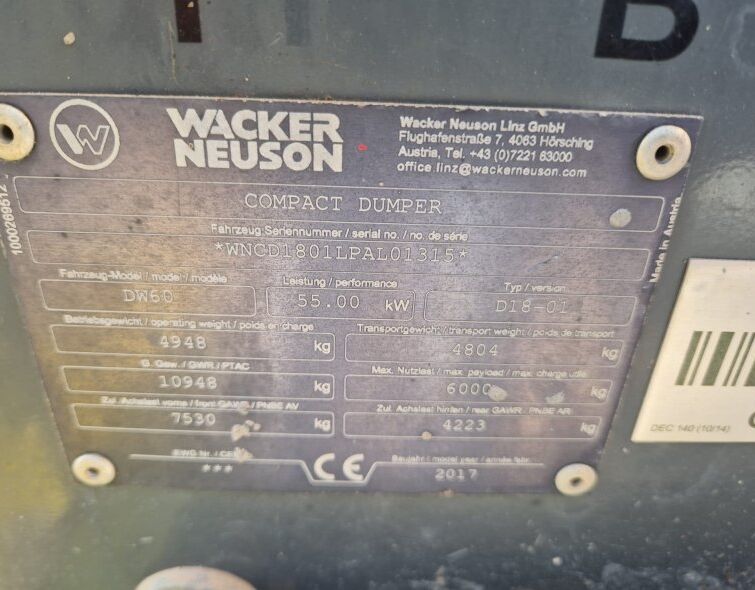 B
WACKER
NEUSON
Wacker Neuson Linz GmbH
Flughafenstraße 7, 4063 Hörsching
Austria, Tel. +43 (0)7221 63000
office.linz@wackerneuson.com
COMPACT DUMPER
Fahrzeug Seriennummer / serial no. / no. de série
*WNCD1801LPAL01315*
Fahrzeug-Model / model / modèle
Leistung / performance
Typ / version
DW60
55.00 kW
D18-01
Betriebsgewicht / operating weight / poids en charge
Transportgewicht / transport weight / poids de transport
4948 kg
4804 kg
G. Gew. / GWR / PTAC
Max. Nutzlast / max. payload / max. charge utile
10948 kg
6000 kg
Zul. Achslast vorne / front GAWR / PNBE AV
Zul. Achslast hinten / rear GAWR / PNBE AR
7530 kg
4223 kg
EWG Nr. /
Baujahr / model year / année fabr.
***
CE
2017
1000269512
Made in Austria
DEC 140 (10/14)